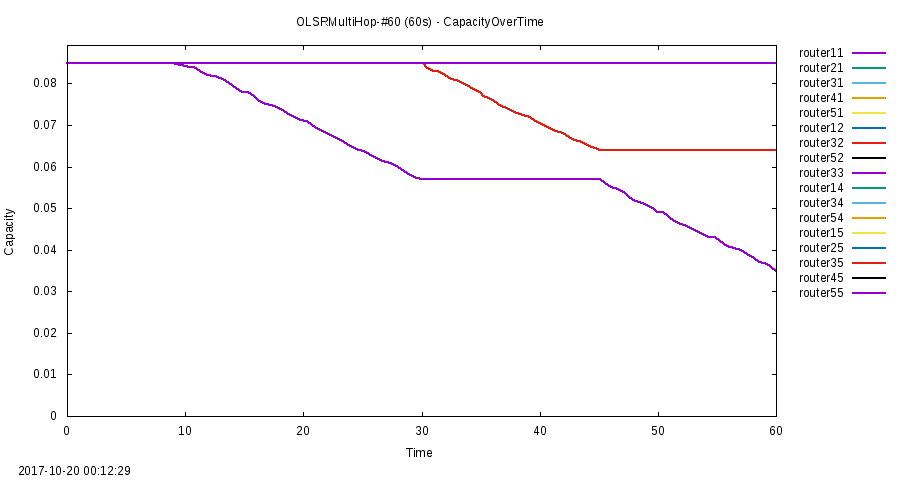 OLSRMultiHop-#60 (60s) - CapacityOverTime
router11
router21
router31
router41
router51
router12
router32
router52
router33
router14
router34
router54
router15
router25
router35
router45
router55
0.08
0.07
0.06
0.05
0.04
0.03
0.02
0.01
0
Capacity
0 10 20 30 40 50 60
Time
2017-10-20 00:12:29